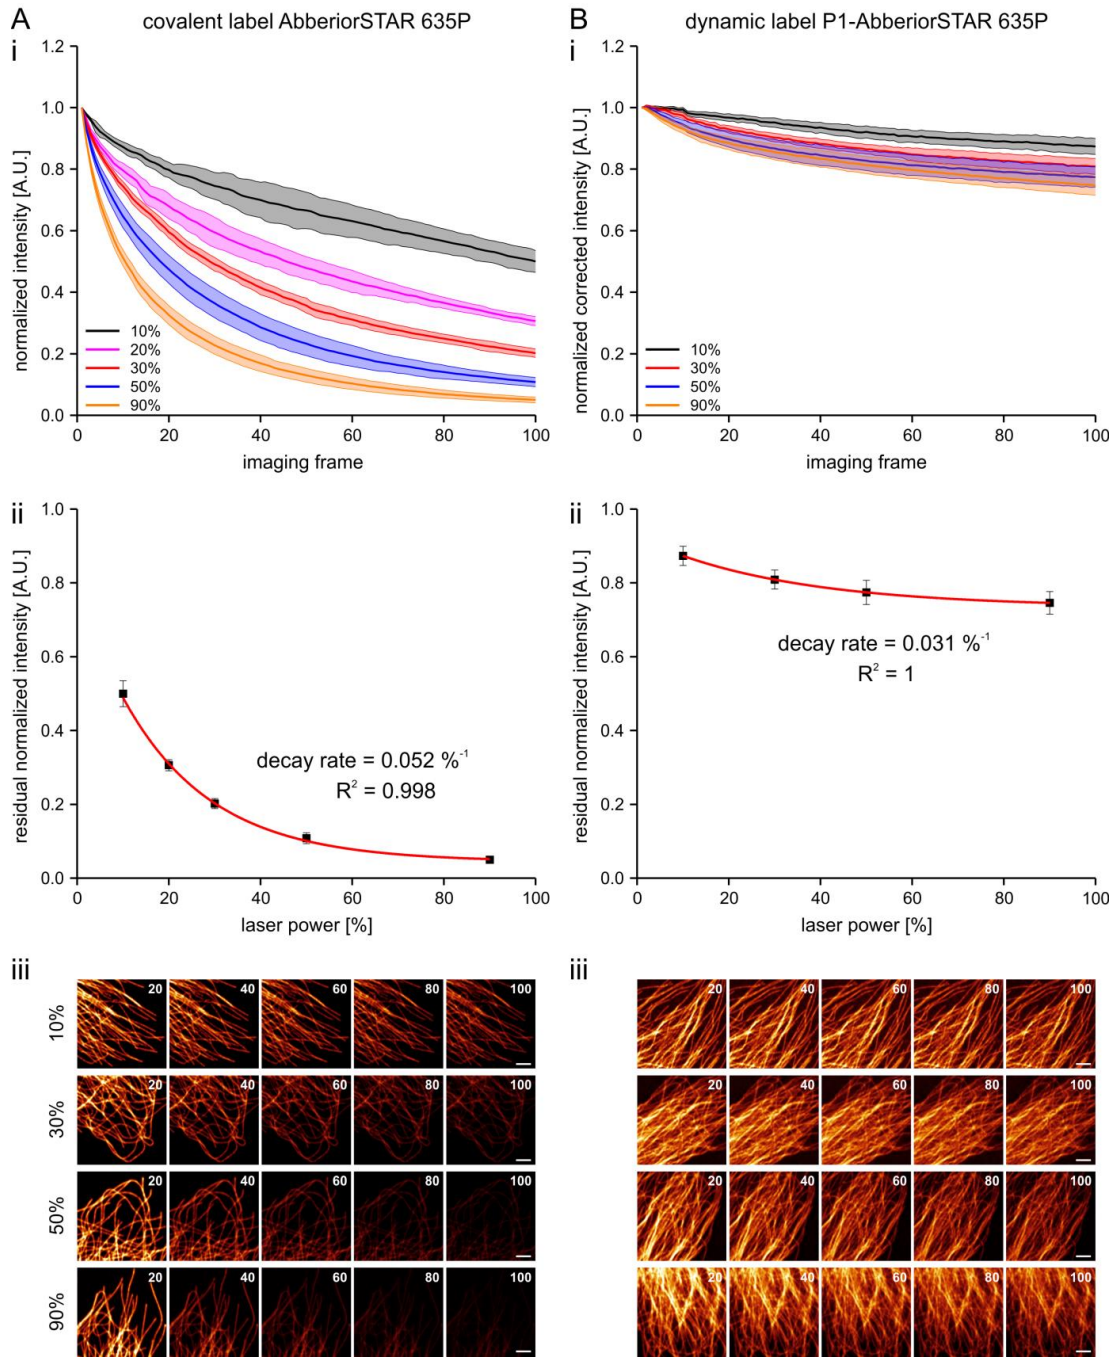 A
covalent label AbberiorSTAR 635P
i
normalized intensity [A.U.]
1.2
1.0
0.8
0.6
0.4
0.2
0.0
10%
20%
30%
50%
90%
0 20 40 60 80 100
imaging frame
B
dynamic label P1-AbberiorSTAR 635P
i
normalized corrected intensity [A.U.]
1.2
1.0
0.8
0.6
0.4
0.2
0.0
10%
30%
50%
90%
0 20 40 60 80 100
imaging frame
ii
residual normalized intensity [A.U.]
1.0
0.8
0.6
0.4
0.2
0.0
decay rate = 0.052 %⁻¹
R² = 0.998
0 20 40 60 80 100
laser power [%]
ii
residual normalized intensity [A.U.]
1.0
0.8
0.6
0.4
0.2
0.0
decay rate = 0.031 %⁻¹
R² = 1
0 20 40 60 80 100
laser power [%]
iii
10%
20 40 60 80 100
30%
20 40 60 80 100
50%
20 40 60 80 100
90%
20 40 60 80 100
iii
20 40 60 80 100
20 40 60 80 100
20 40 60 80 100
20 40 60 80 100